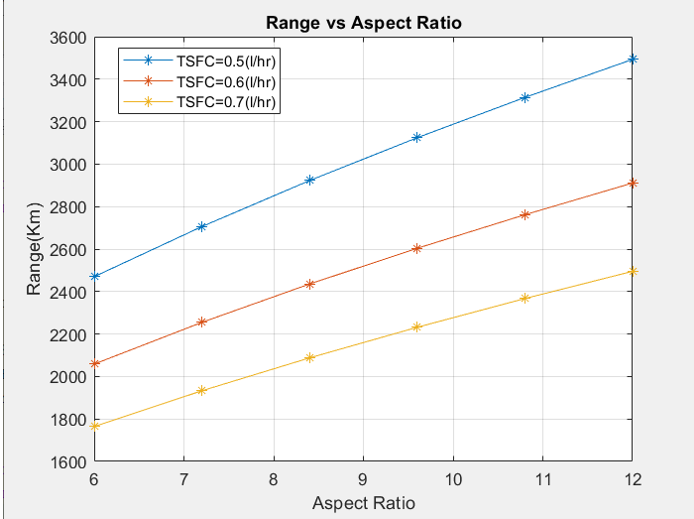 Range vs Aspect Ratio
3600
3400
3200
3000
2800
2600
2400
2200
2000
1800
1600
Range(Km)
TSFC=0.5(l/hr)
TSFC=0.6(l/hr)
TSFC=0.7(l/hr)
6 7 8 9 10 11 12
Aspect Ratio